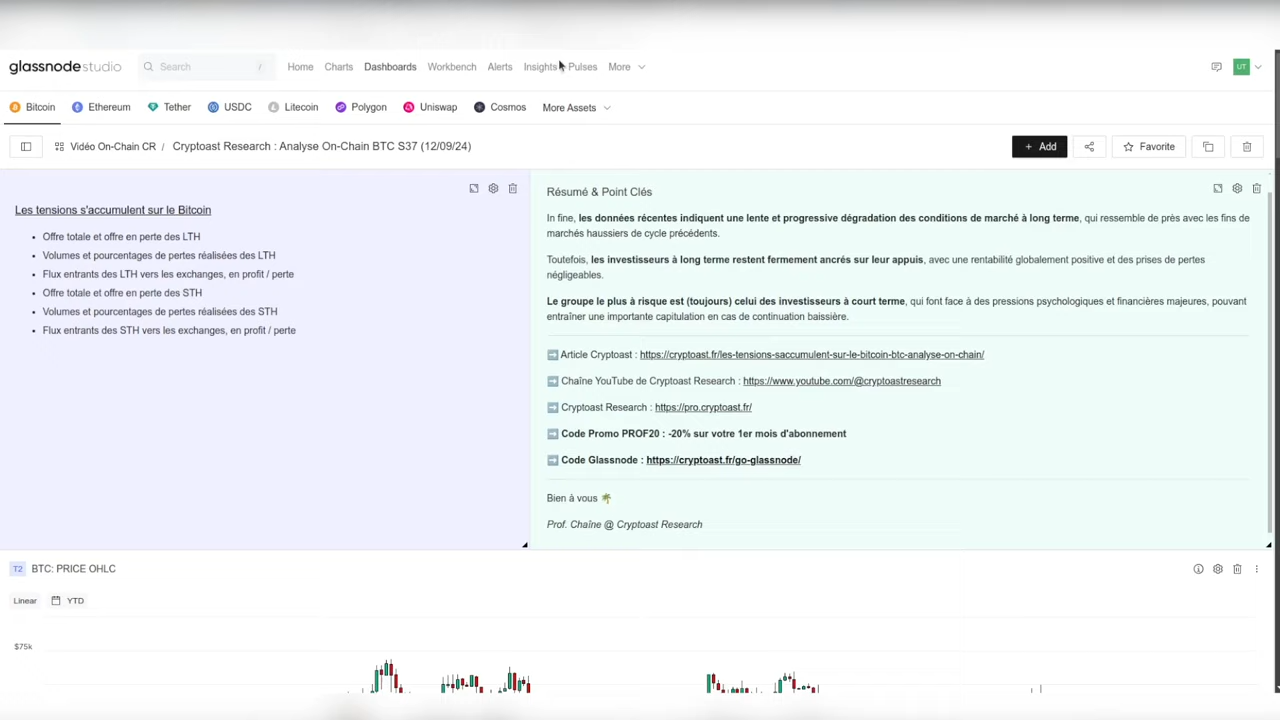 glassnodestudio
Search /
Home Charts Dashboards Workbench Alerts Insights Pulses More
UT
Bitcoin Ethereum Tether USDC Litecoin Polygon Uniswap Cosmos More Assets
Vidéo On-Chain CR / Cryptoast Research : Analyse On-Chain BTC S37 (12/09/24)
+ Add Favorite
Les tensions s'accumulent sur le Bitcoin
• Offre totale et offre en perte des LTH
• Volumes et pourcentages de pertes réalisées des LTH
• Flux entrants des LTH vers les exchanges, en profit / perte
• Offre totale et offre en perte des STH
• Volumes et pourcentages de pertes réalisées des STH
• Flux entrants des STH vers les exchanges, en profit / perte
Résumé & Point Clés
In fine, les données récentes indiquent une lente et progressive dégradation des conditions de marché à long terme, qui ressemble de près avec les fins de
marchés haussiers de cycle précédents.
Toutefois, les investisseurs à long terme restent fermement ancrés sur leur appuis, avec une rentabilité globalement positive et des prises de pertes
négligeables.
Le groupe le plus à risque est (toujours) celui des investisseurs à court terme, qui font face à des pressions psychologiques et financières majeures, pouvant
entraîner une importante capitulation en cas de continuation baissière.
➡️ Article Cryptoast : https://cryptoast.fr/les-tensions-saccumulent-sur-le-bitcoin-btc-analyse-on-chain/
➡️ Chaîne YouTube de Cryptoast Research : https://www.youtube.com/@cryptoastresearch
➡️ Cryptoast Research : https://pro.cryptoast.fr/
➡️ Code Promo PROF20 : -20% sur votre 1er mois d'abonnement
➡️ Code Glassnode : https://cryptoast.fr/go-glassnode/
Bien à vous 🌴
Prof. Chaîne @ Cryptoast Research
T2 BTC: PRICE OHLC
Linear YTD
$75k